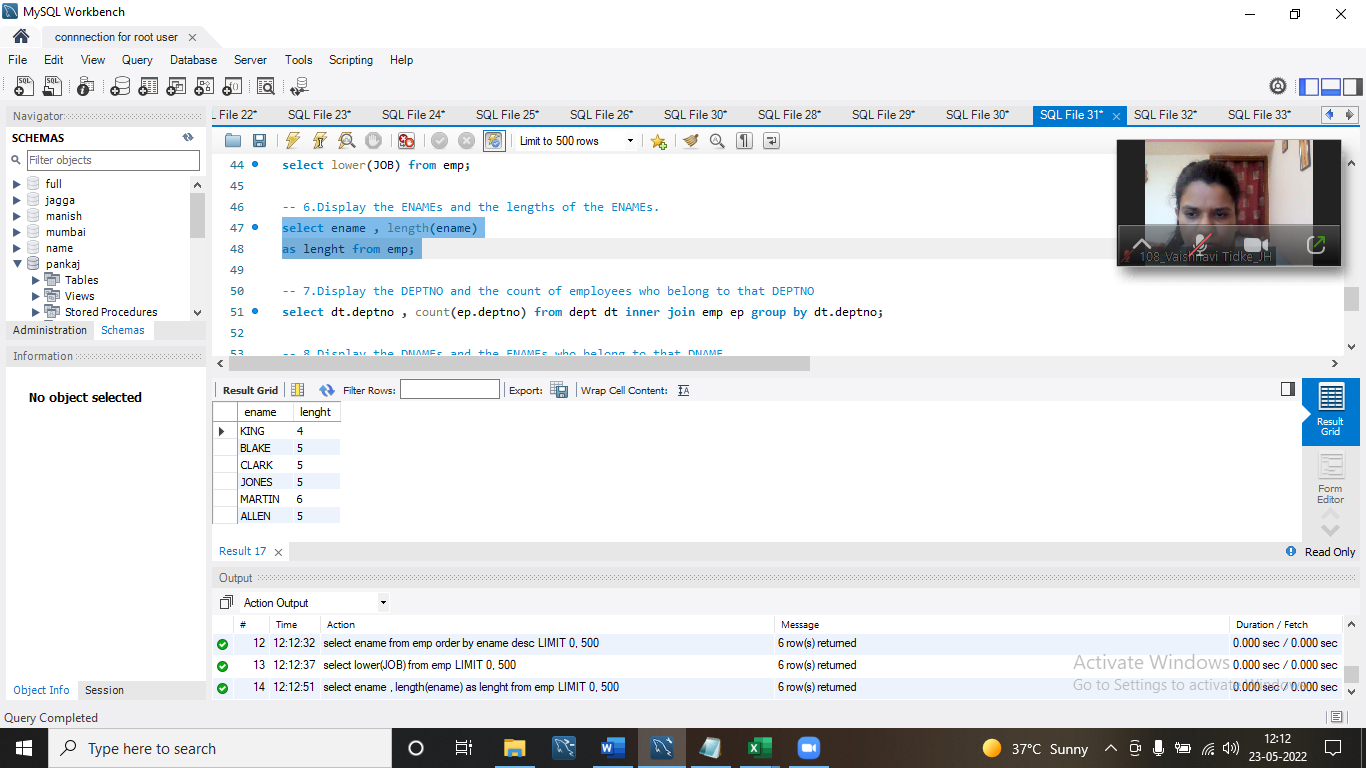 MySQL Workbench
connnection for root user
File Edit View Query Database Server Tools Scripting Help
Navigator
SCHEMAS
Filter objects
full
jagga
manish
mumbai
name
pankaj
Tables
Views
Stored Procedures
Administration Schemas
Information
No object selected
Object Info Session
File 22* SQL File 23* SQL File 24* SQL File 25* SQL File 26* SQL File 30* SQL File 28* SQL File 29* SQL File 30* SQL File 31* SQL File 32* SQL File 33*
Limit to 500 rows
44 select lower(JOB) from emp;
45
46 -- 6.Display the ENAMEs and the lengths of the ENAMEs.
47 select ename , length(ename)
48 as lenght from emp;
49
50 -- 7.Display the DEPTNO and the count of employees who belong to that DEPTNO
51 select dt.deptno , count(ep.deptno) from dept dt inner join emp ep group by dt.deptno;
52
53 -- 8.Display the DNAMEs and the ENAMEs who belong to that DNAME
108_Vaishnavi Tidke_JH
Result Grid Filter Rows: Export: Wrap Cell Content:
ename lenght
KING 4
BLAKE 5
CLARK 5
JONES 5
MARTIN 6
ALLEN 5
Result Grid
Form Editor
Result 17
Read Only
Output
Action Output
# Time Action Message Duration / Fetch
12 12:12:32 select ename from emp order by ename desc LIMIT 0, 500 6 row(s) returned 0.000 sec / 0.000 sec
13 12:12:37 select lower(JOB) from emp LIMIT 0, 500 6 row(s) returned 0.000 sec / 0.000 sec
14 12:12:51 select ename , length(ename) as lenght from emp LIMIT 0, 500 6 row(s) returned 0.000 sec / 0.000 sec
Activate Windows
Go to Settings to activate Windows.
Query Completed
Type here to search
37°C Sunny
12:12
23-05-2022